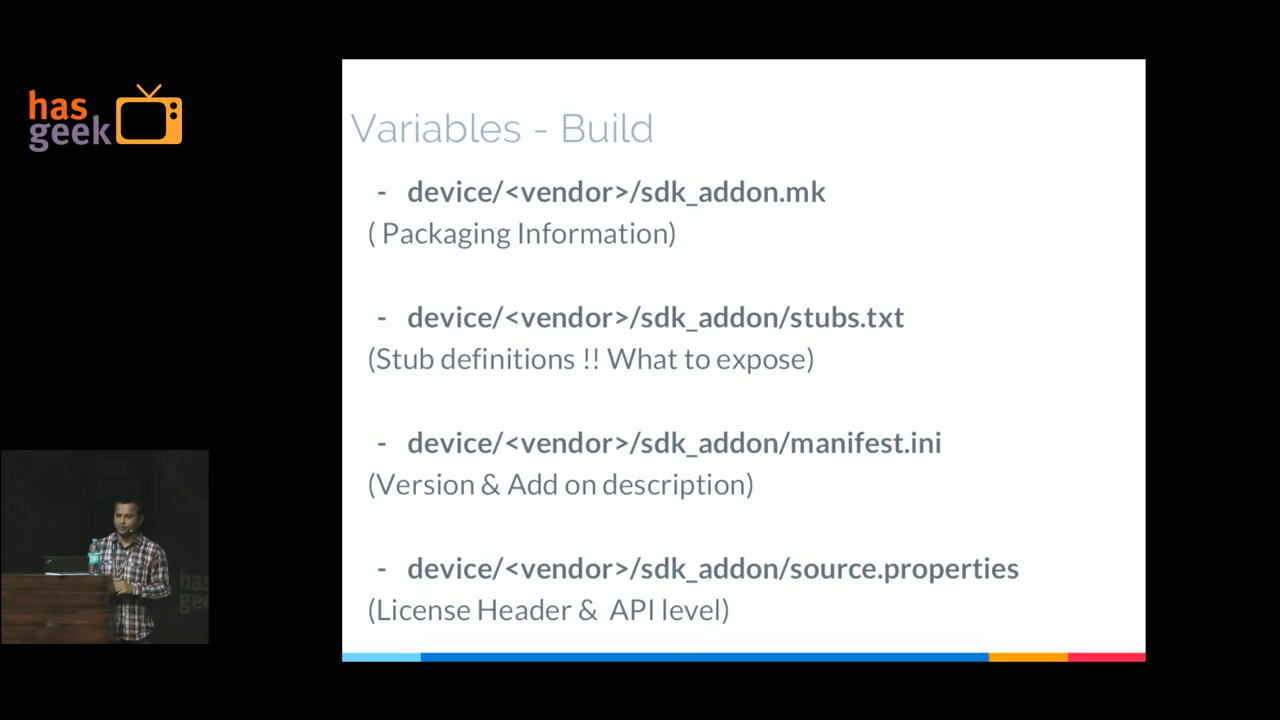 has
geek
Variables - Build
- device/<vendor>/sdk_addon.mk
( Packaging Information)
- device/<vendor>/sdk_addon/stubs.txt
(Stub definitions !! What to expose)
- device/<vendor>/sdk_addon/manifest.ini
(Version & Add on description)
- device/<vendor>/sdk_addon/source.properties
(License Header & API level)
has
geek